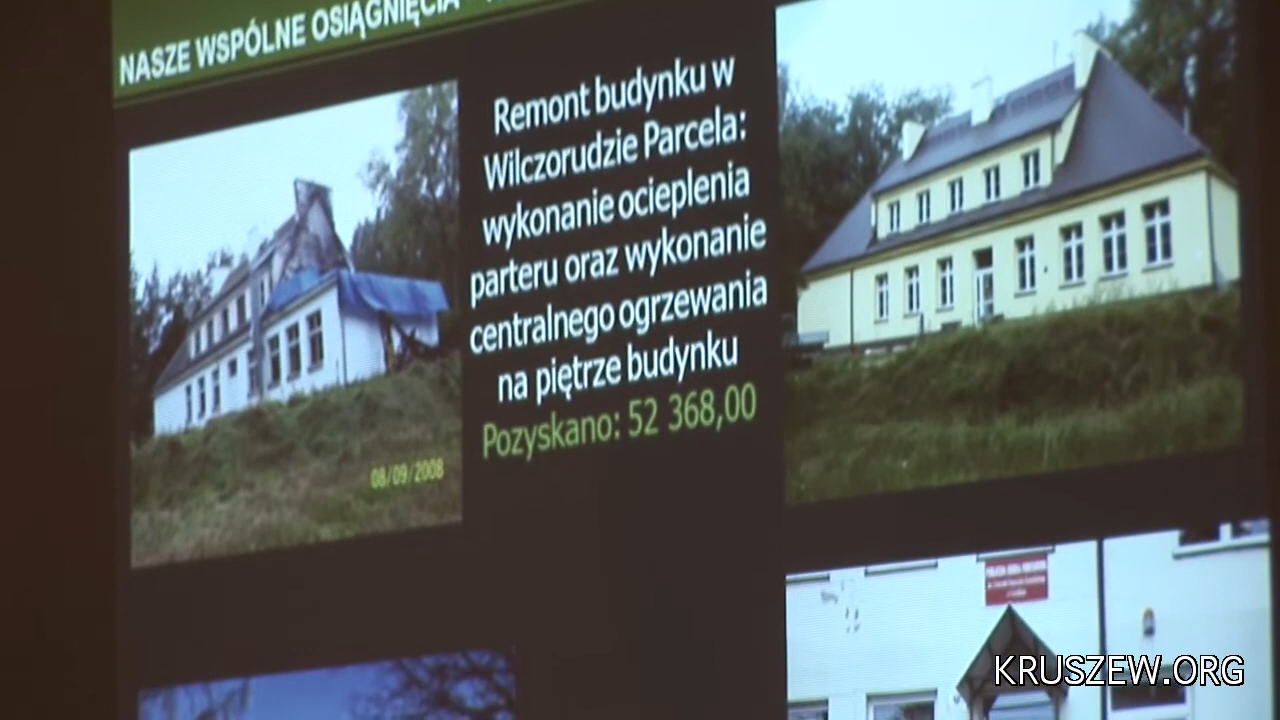 NASZE WSPÓLNE OSIĄGNIĘCIA -
Remont budynku w
Wilczorudzie Parcela:
wykonanie ocieplenia
parteru oraz wykonanie
centralnego ogrzewania
na piętrze budynku
Pozyskano: 52 368,00
08/09/2008
KRUSZEW.ORG